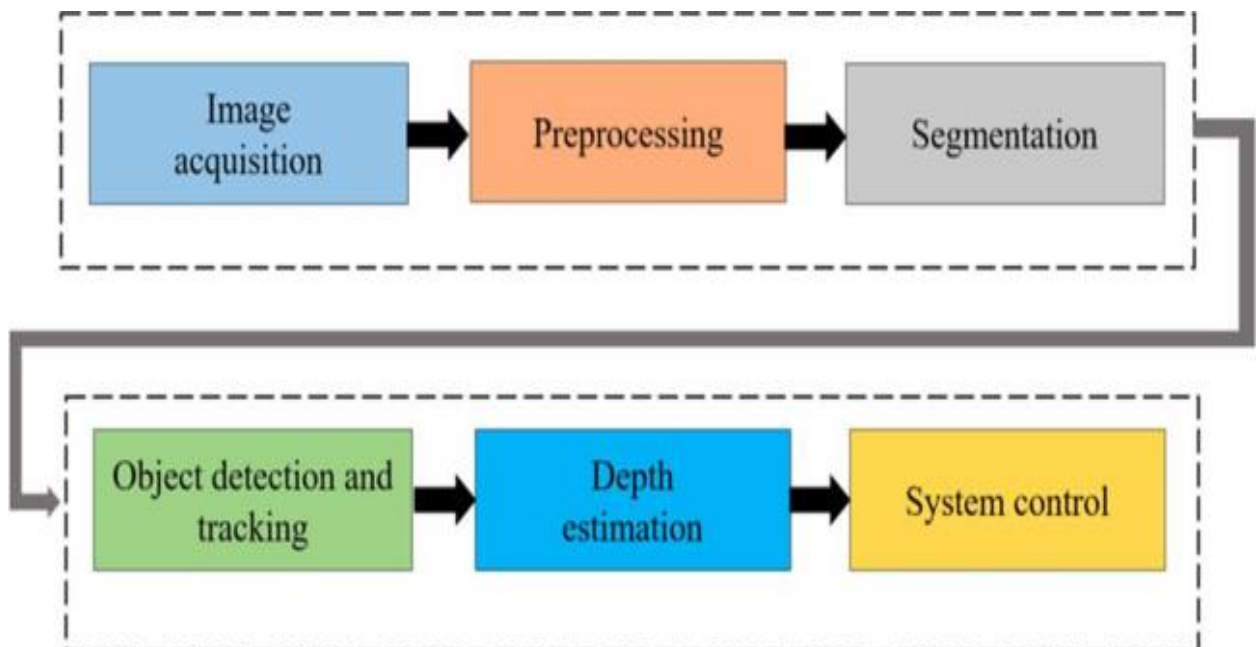 Image
acquisition
Preprocessing
Segmentation
Object detection and
tracking
Depth
estimation
System control